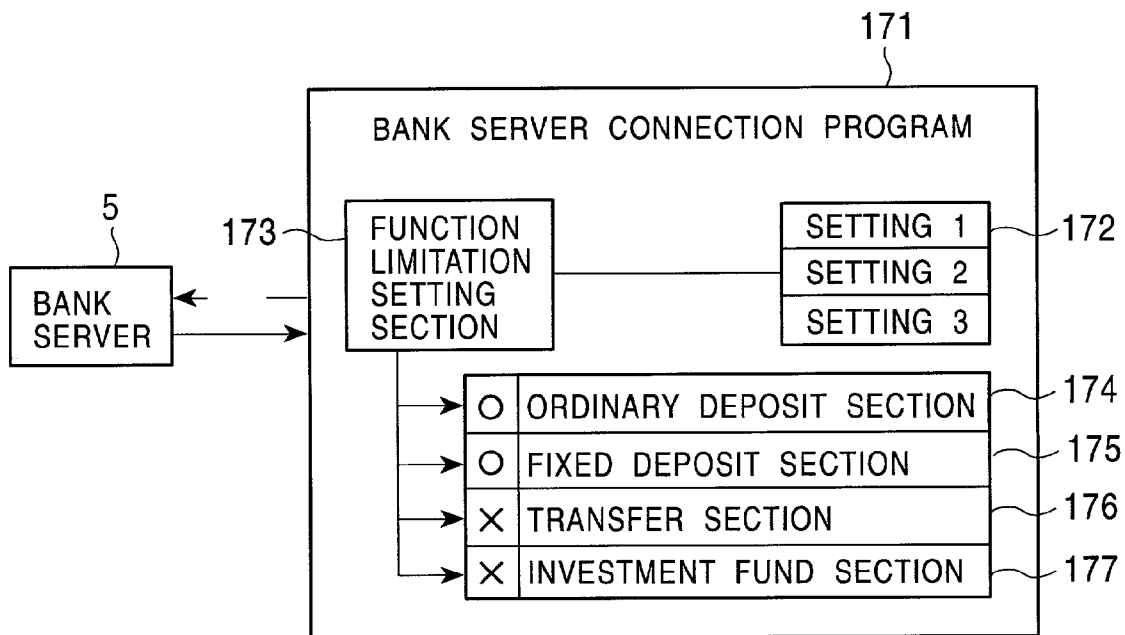 171
BANK SERVER CONNECTION PROGRAM
5
BANK
SERVER
173
FUNCTION
LIMITATION
SETTING
SECTION
SETTING 1
SETTING 2
SETTING 3
172
O ORDINARY DEPOSIT SECTION
174
O FIXED DEPOSIT SECTION
175
X TRANSFER SECTION
176
X INVESTMENT FUND SECTION
177